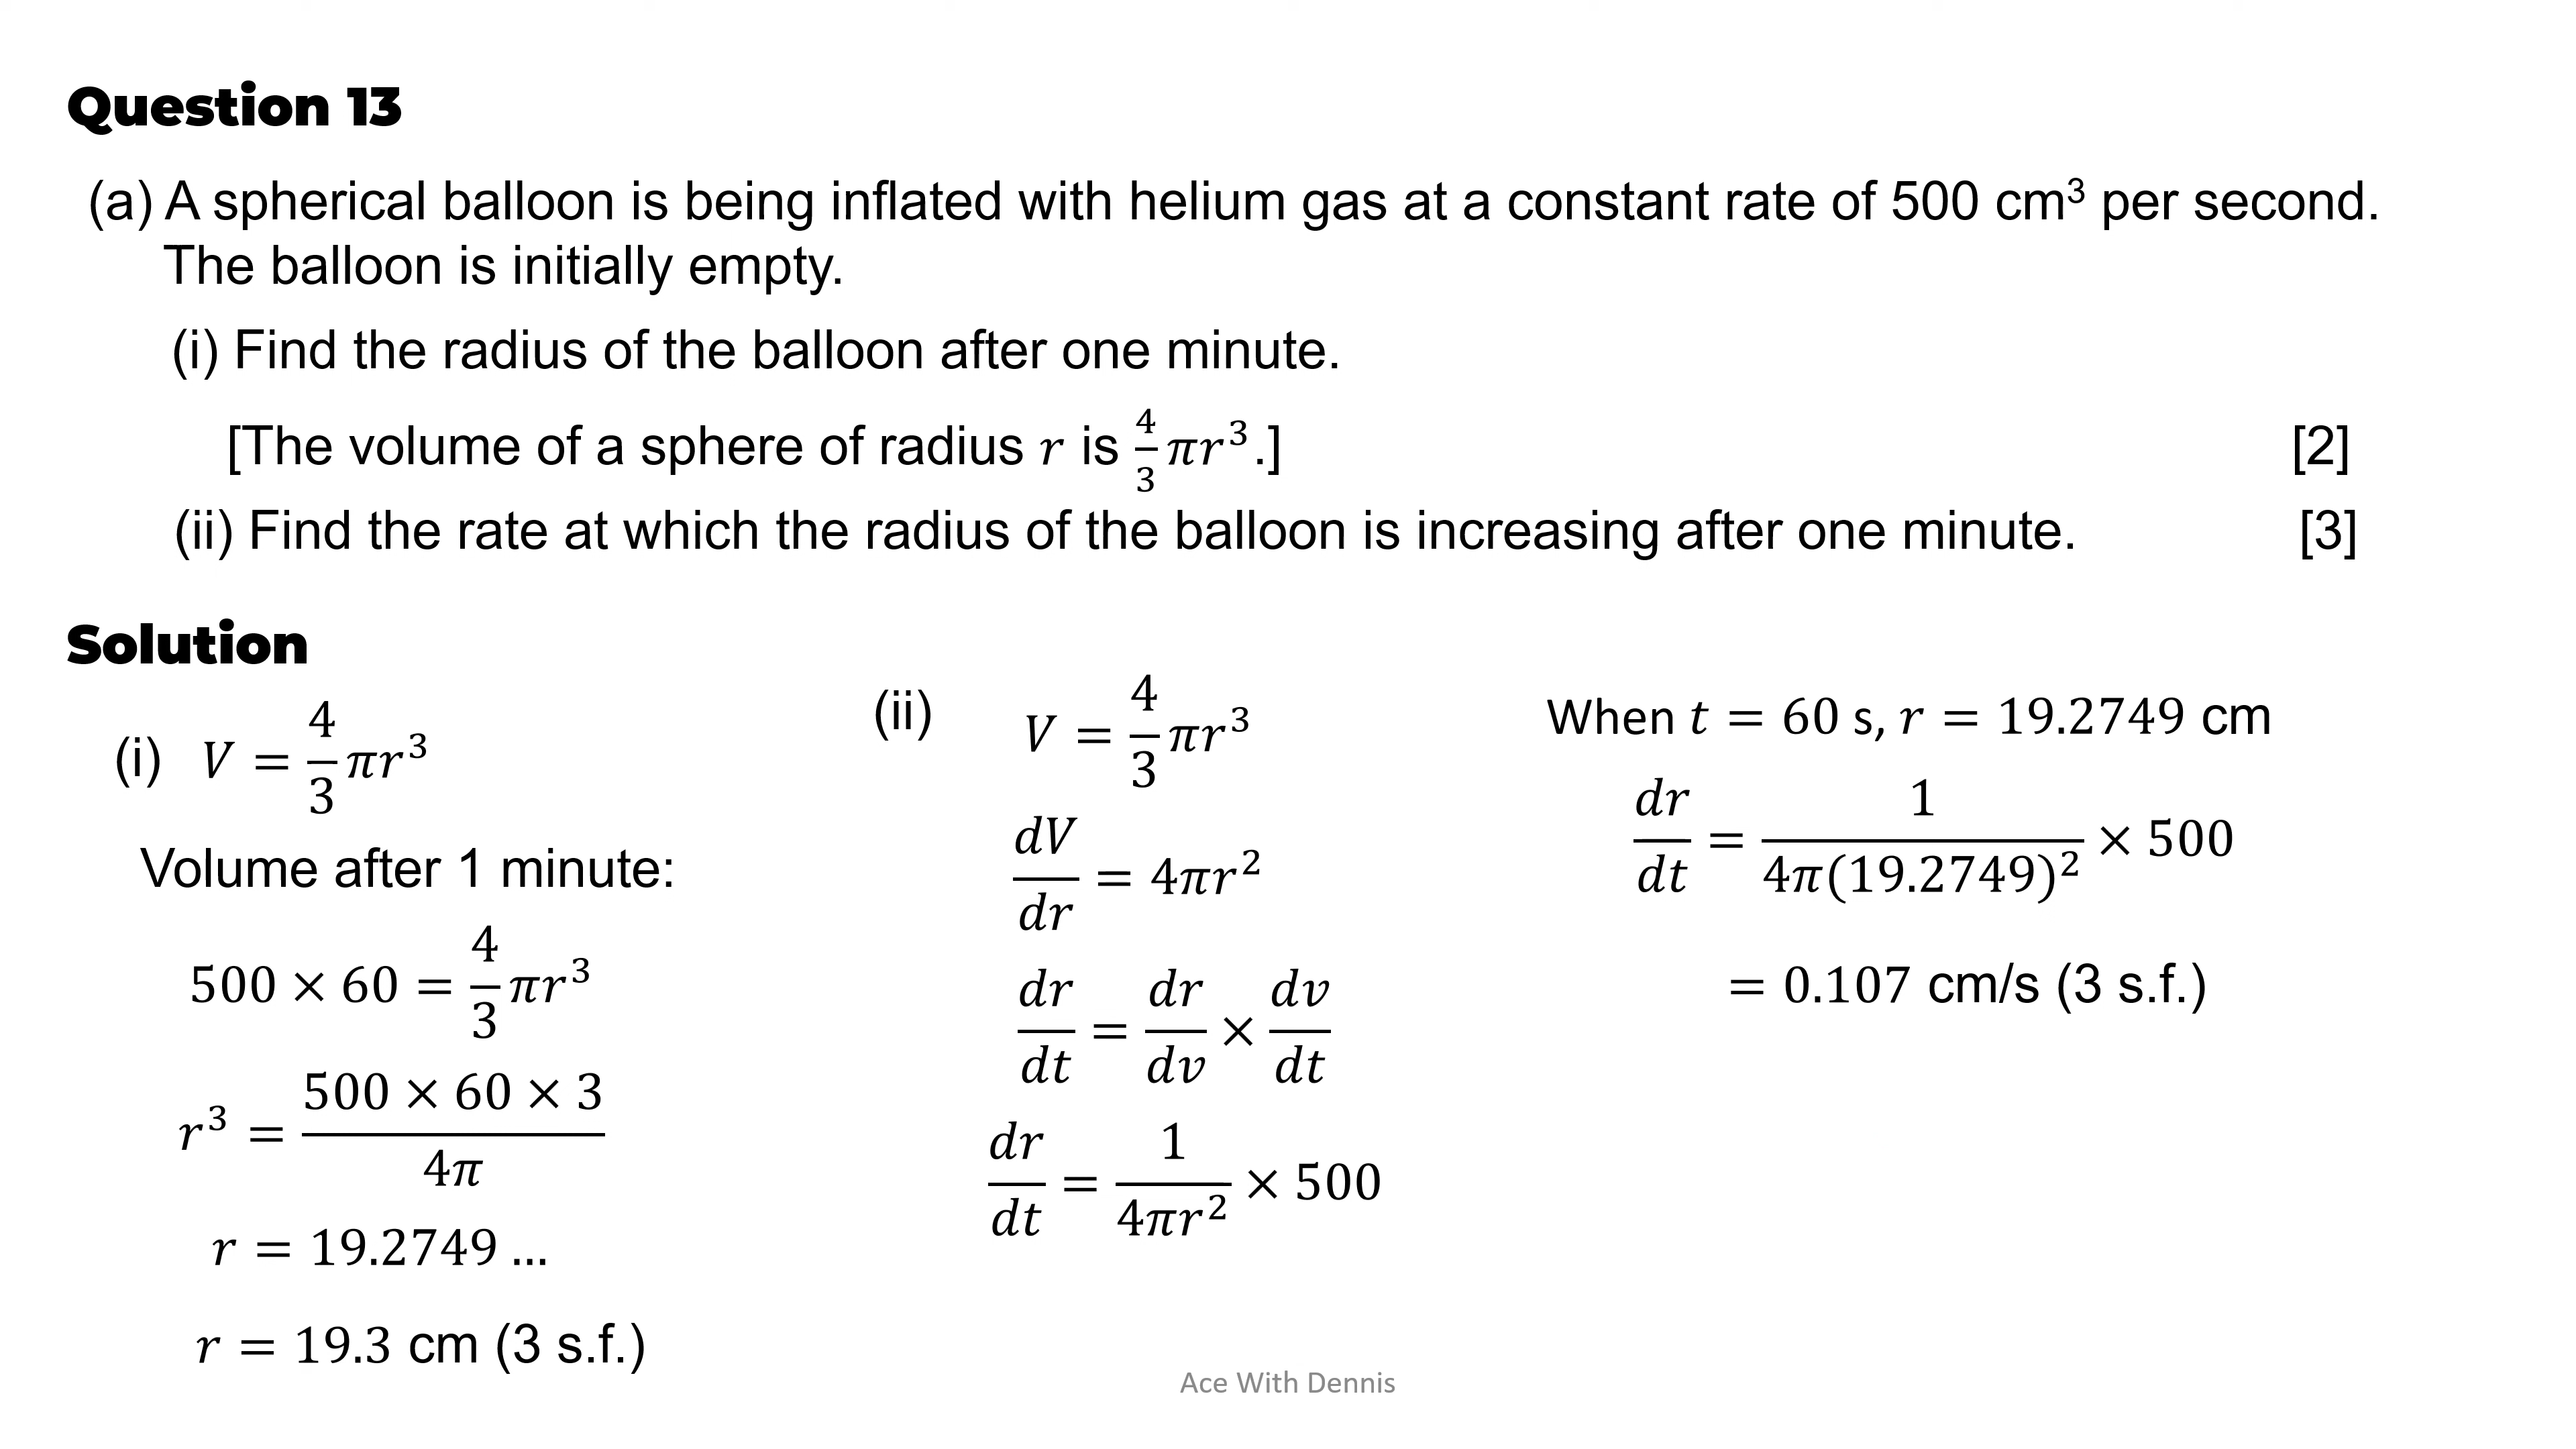 Question 13
(a) A spherical balloon is being inflated with helium gas at a constant rate of 500 cm³ per second.
The balloon is initially empty.
(i) Find the radius of the balloon after one minute.
[The volume of a sphere of radius r is 4/3 πr³.] [2]
(ii) Find the rate at which the radius of the balloon is increasing after one minute. [3]
Solution
(i) V = 4/3 πr³
Volume after 1 minute:
500 × 60 = 4/3 πr³
r³ = (500 × 60 × 3)/(4π)
r = 19.2749 ...
r = 19.3 cm (3 s.f.)
(ii) V = 4/3 πr³
dV/dr = 4πr²
dr/dt = dr/dv × dv/dt
dr/dt = 1/(4πr²) × 500
When t = 60 s, r = 19.2749 cm
dr/dt = 1/(4π(19.2749)²) × 500
= 0.107 cm/s (3 s.f.)
Ace With Dennis